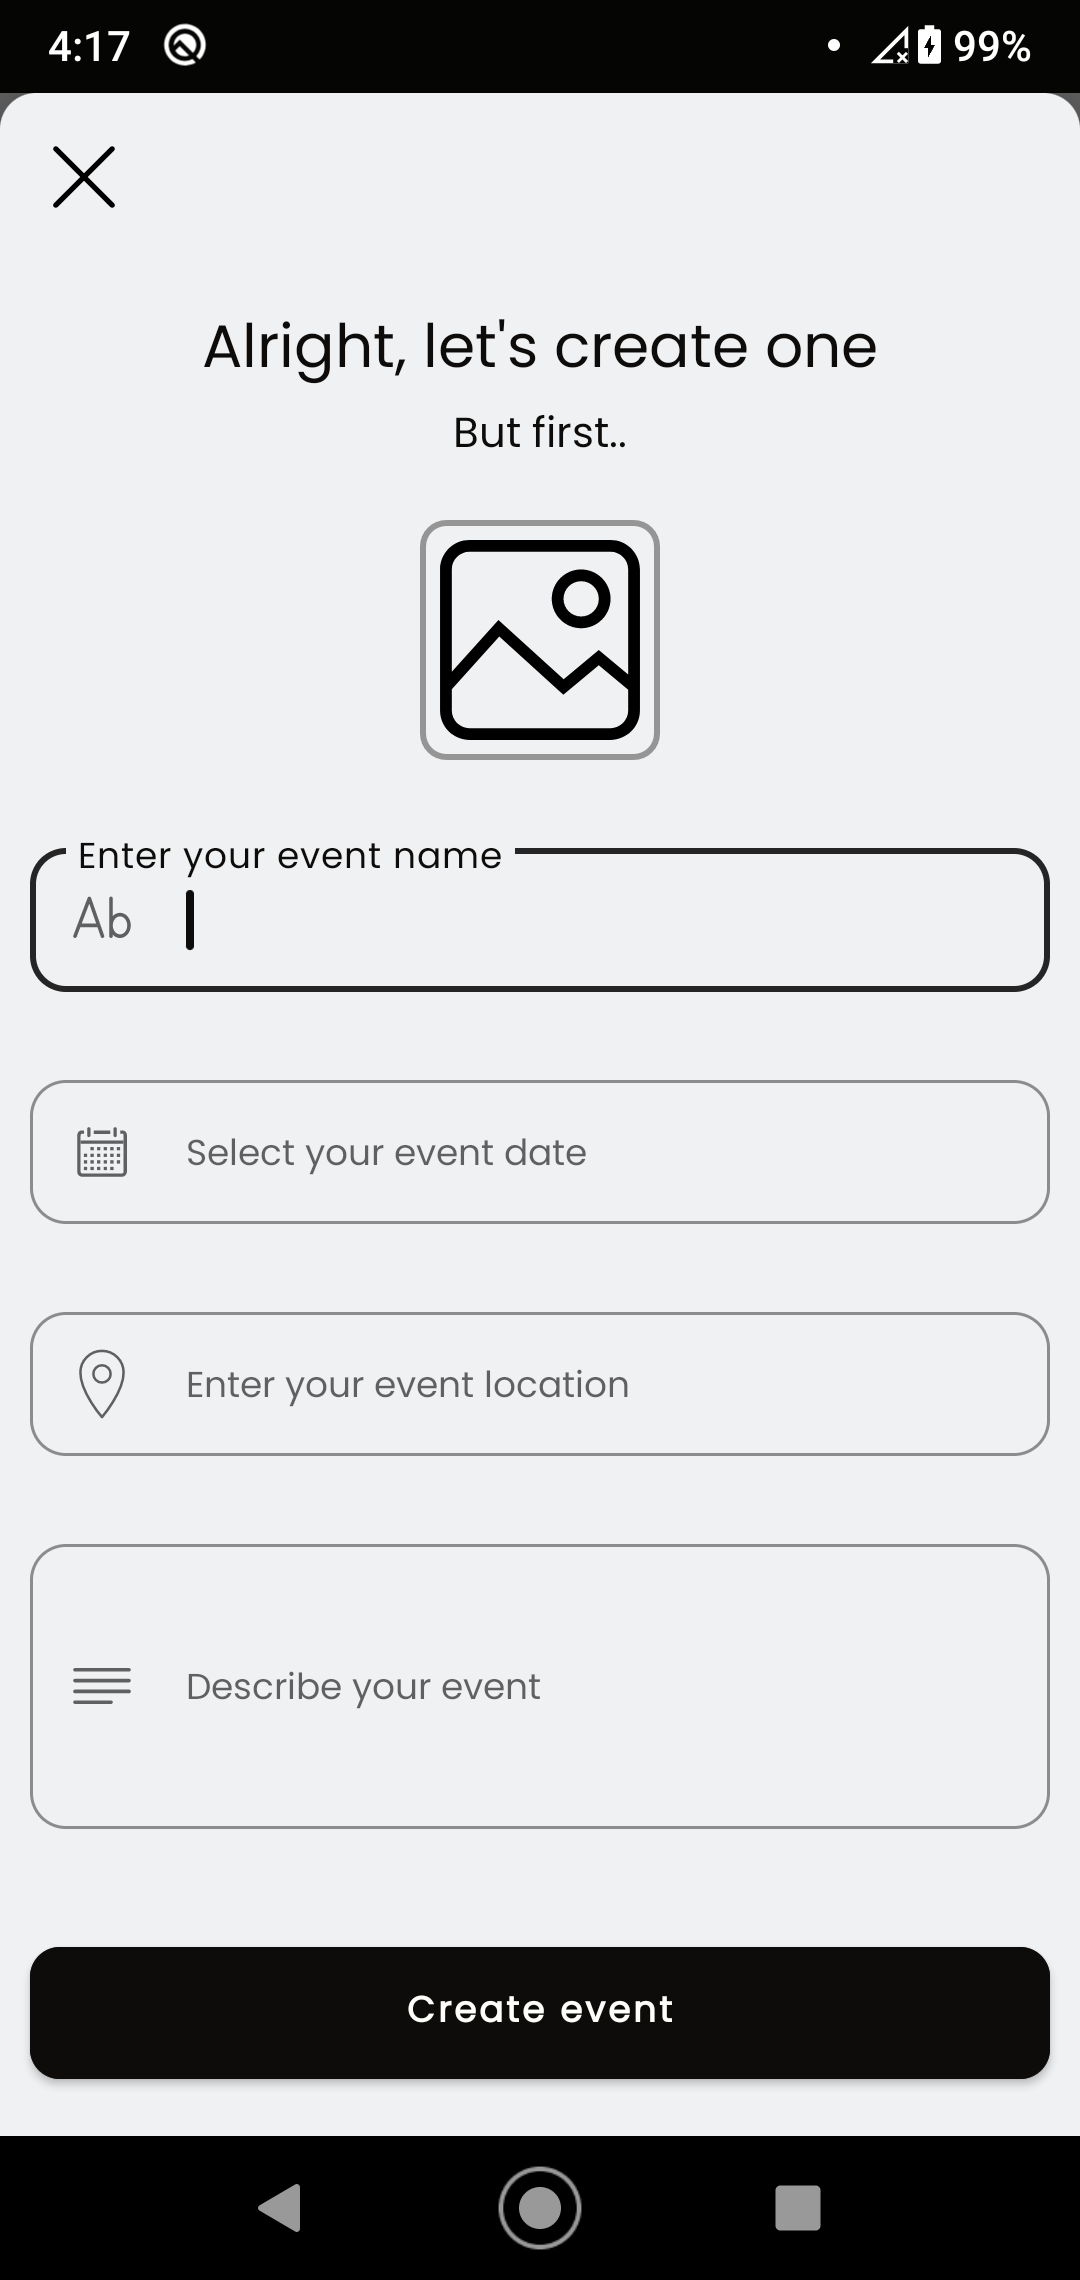 4:17
99%
Alright, let's create one
But first..
Enter your event name
Ab
Select your event date
Enter your event location
Describe your event
Create event